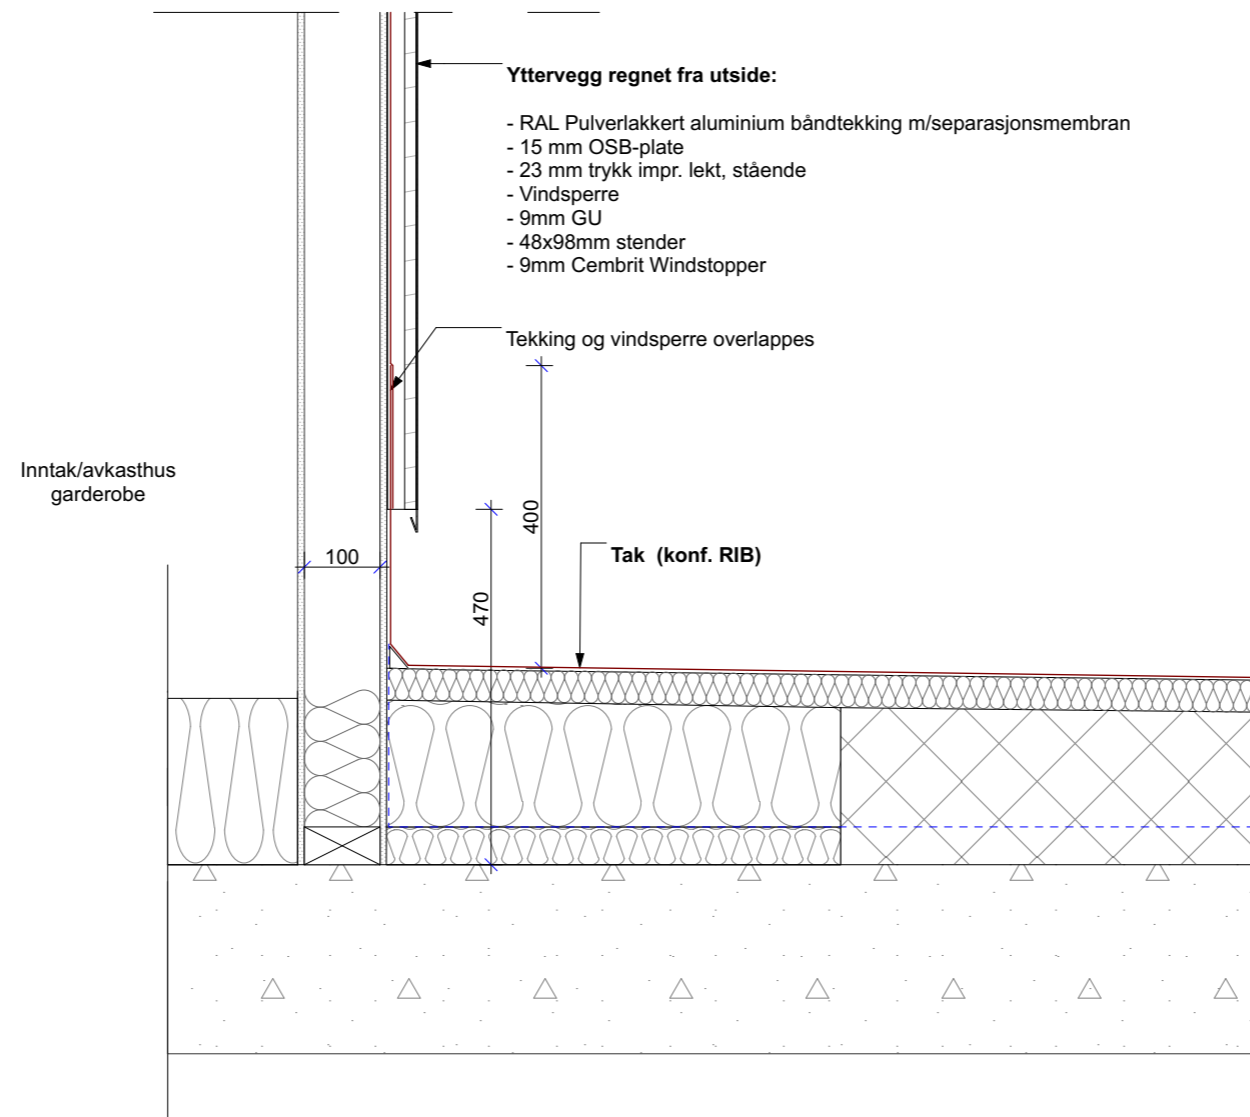 Yttervegg regnet fra utside:
- RAL Pulverlakkert aluminium båndtekking m/separasjonsmembran
- 15 mm OSB-plate
- 23 mm trykk impr. lekt, stående
- Vindsperre
- 9mm GU
- 48x98mm stender
- 9mm Cembrit Windstopper
Tekking og vindsperre overlappes
Inntak/avkasthus
garderobe
400
100
Tak (konf. RIB)
470